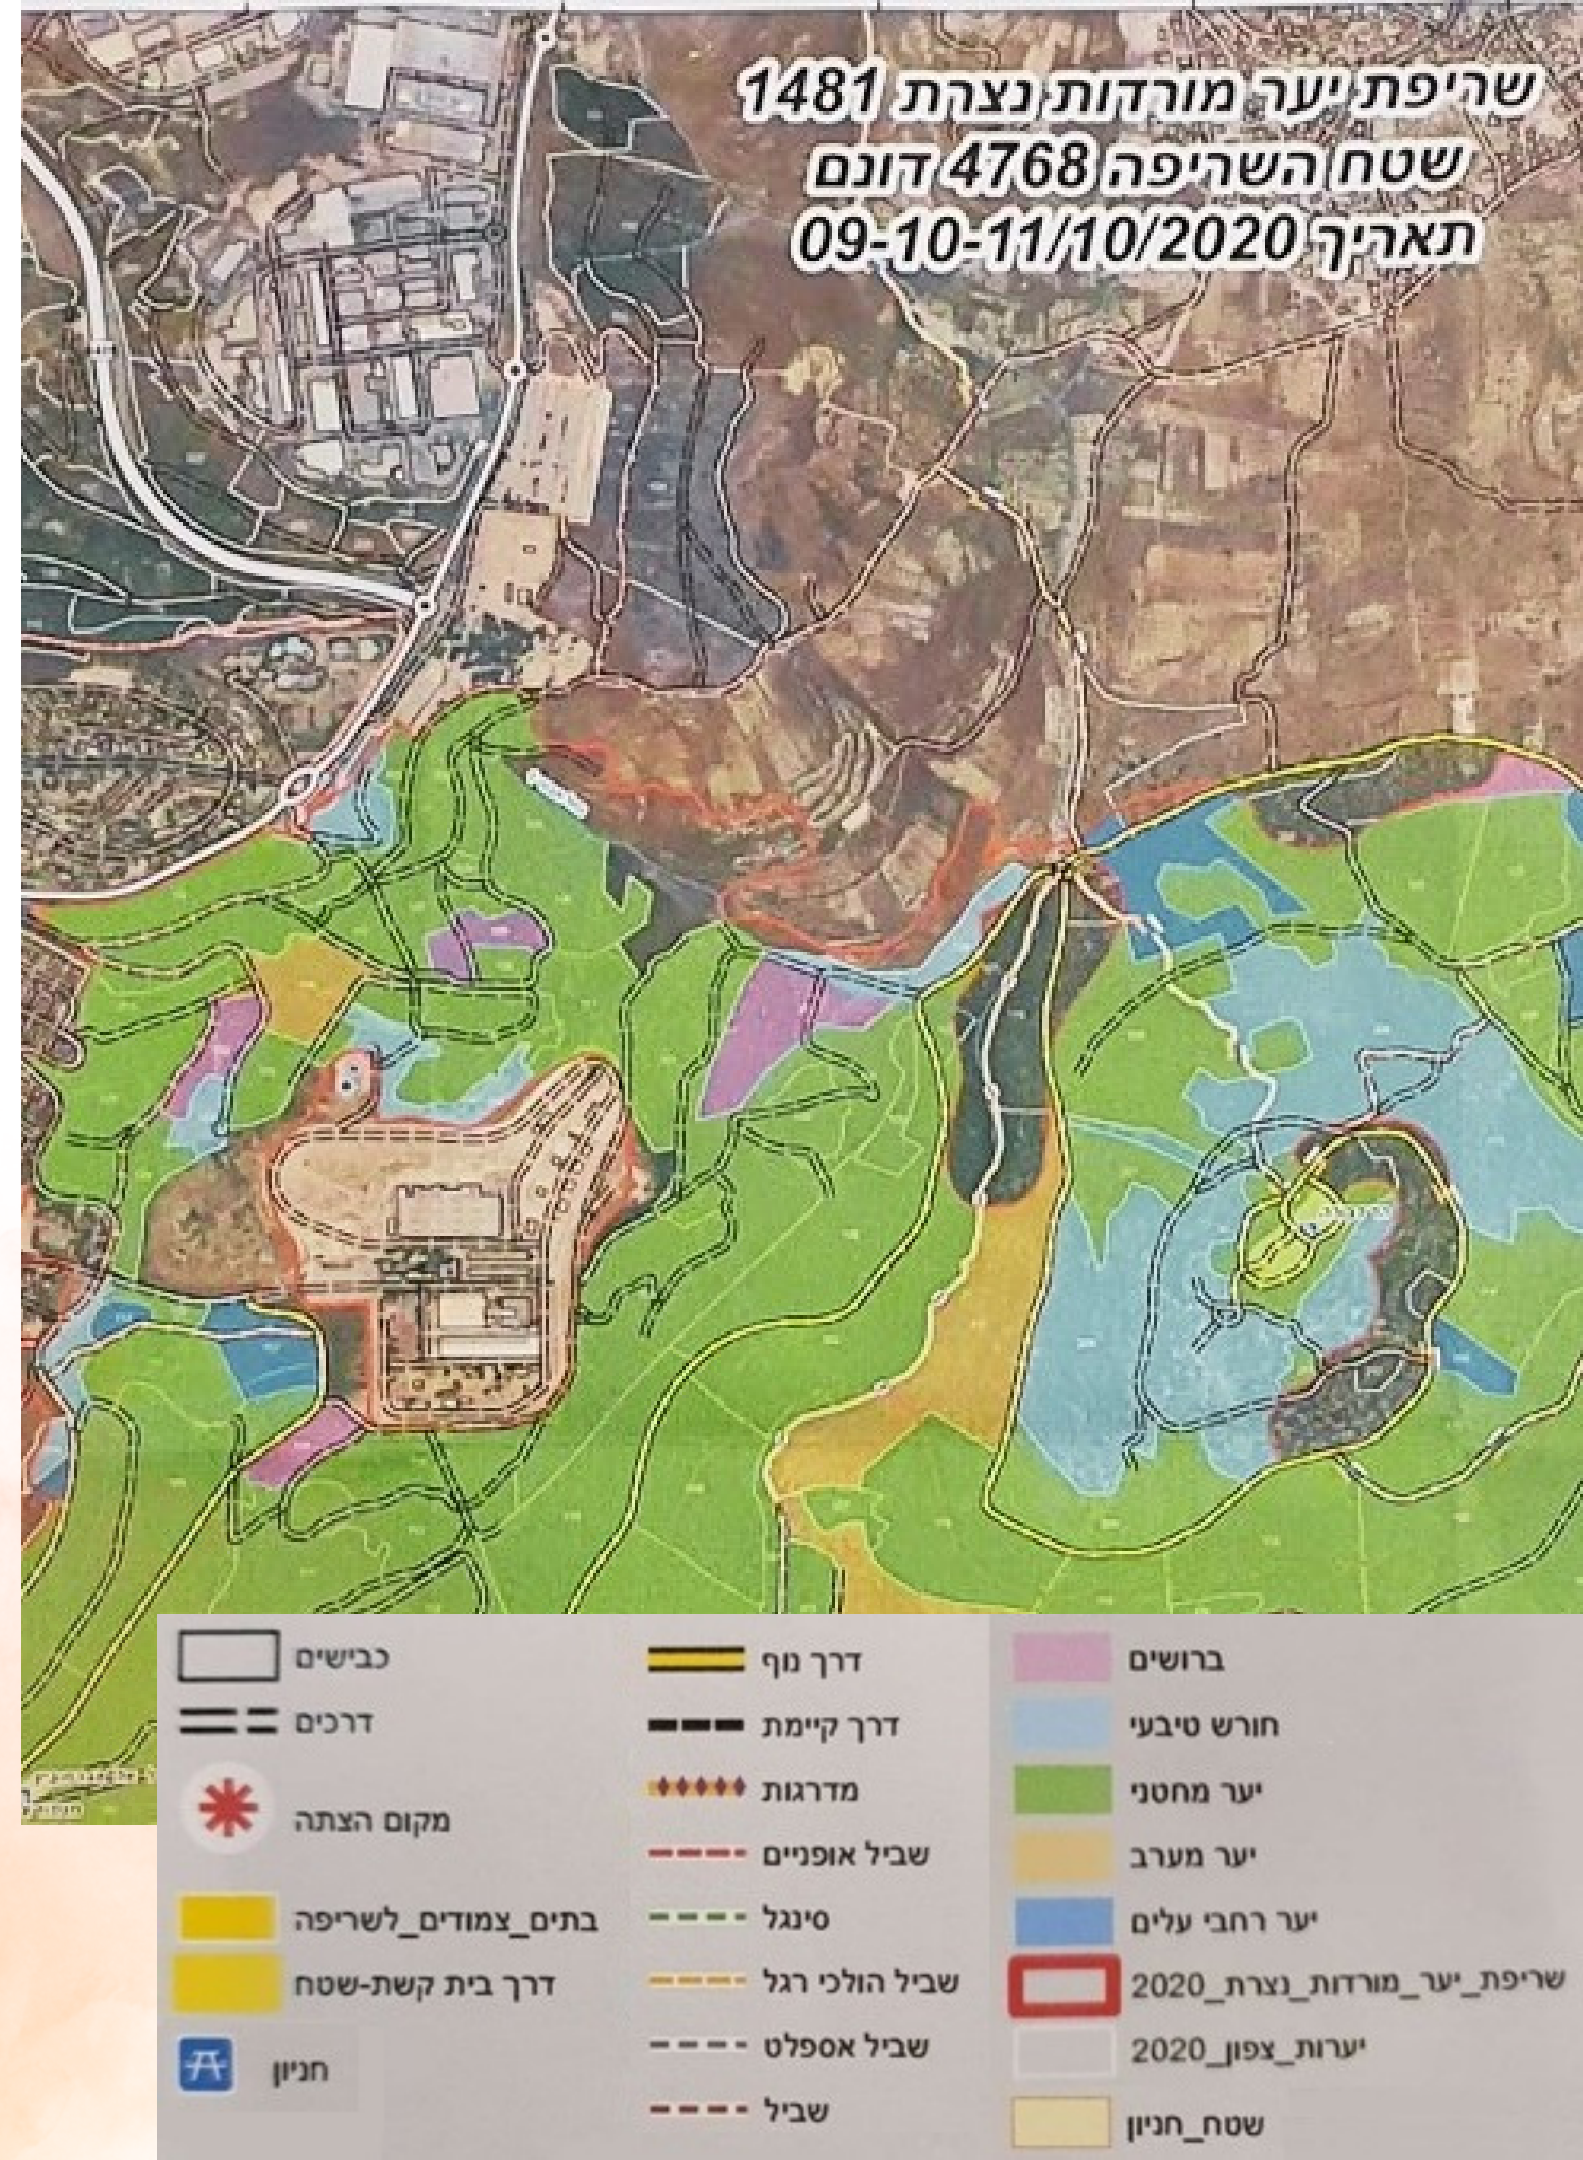 שריפת יער מורדות נצרת 1481
שטח השריפה 4768 דונם
תאריך 09-10-11/10/2020
ברושים
חורש טיבעי
יער מחטני
יער מערב
יער רחבי עלים
שריפת_יער_מורדות_נצרת_2020
יערות_צפון_2020
שטח_חניון
דרך נוף
דרך קיימת
מדרגות
שביל אופניים
סינגל
שביל הולכי רגל
שביל אספלט
שביל
כבישים
דרכים
מקום הצתה
בתים_צמודים_לשריפה
דרך בית קשת-שטח
חניון